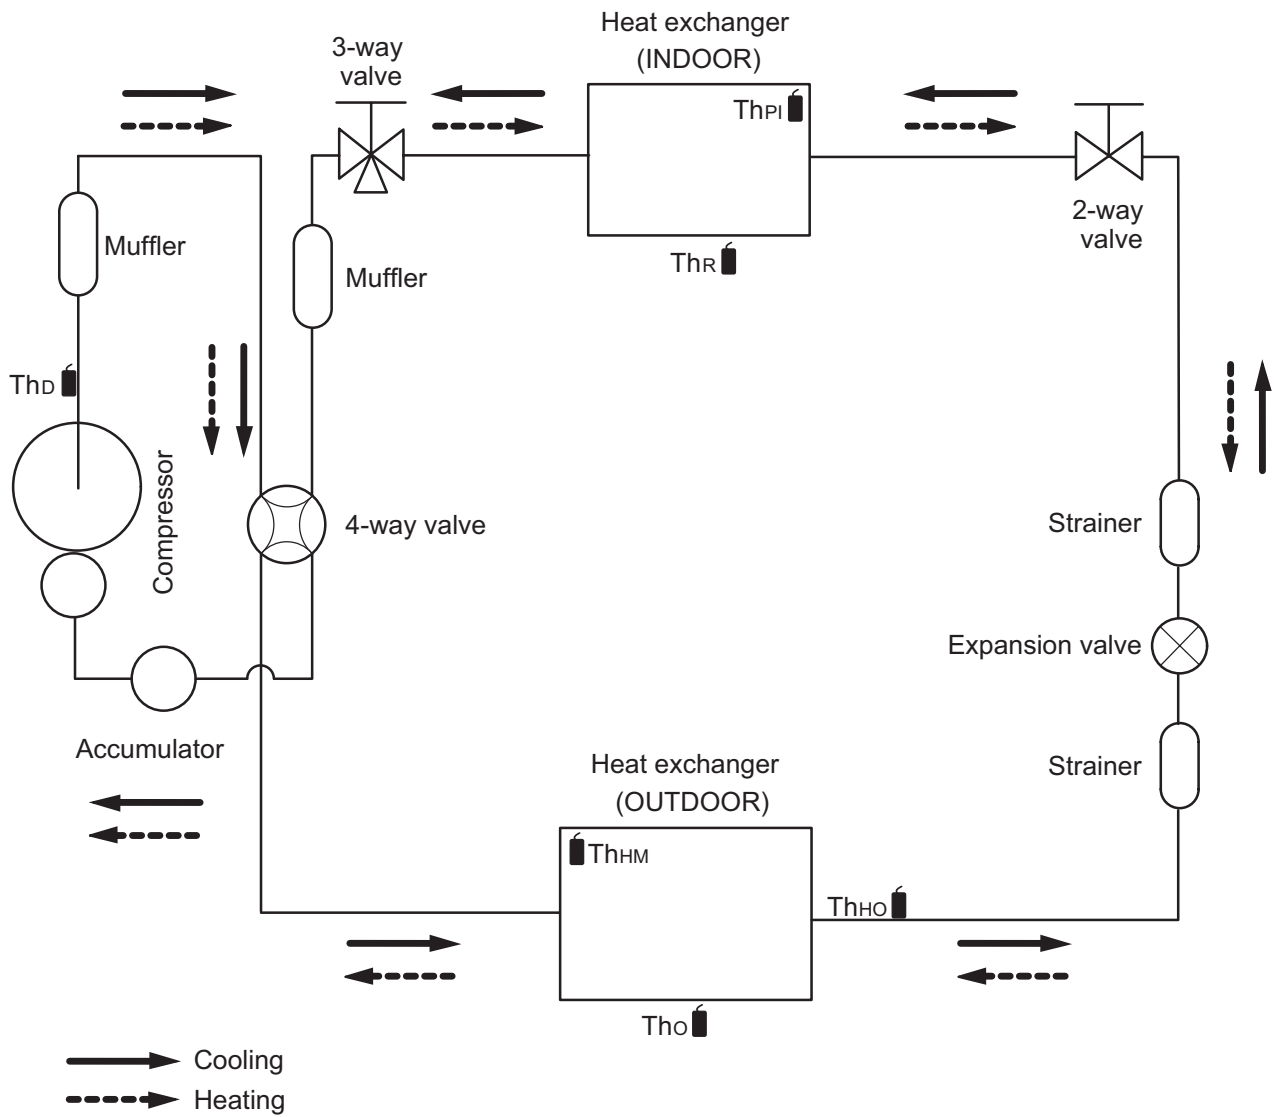 Heat exchanger
(INDOOR)
3-way
valve
ThPI
2-way
valve
Muffler
ThR
Muffler
ThD
Compressor
4-way valve
Strainer
Expansion valve
Accumulator
Strainer
Heat exchanger
(OUTDOOR)
ThHM
ThHO
ThO
Cooling
Heating